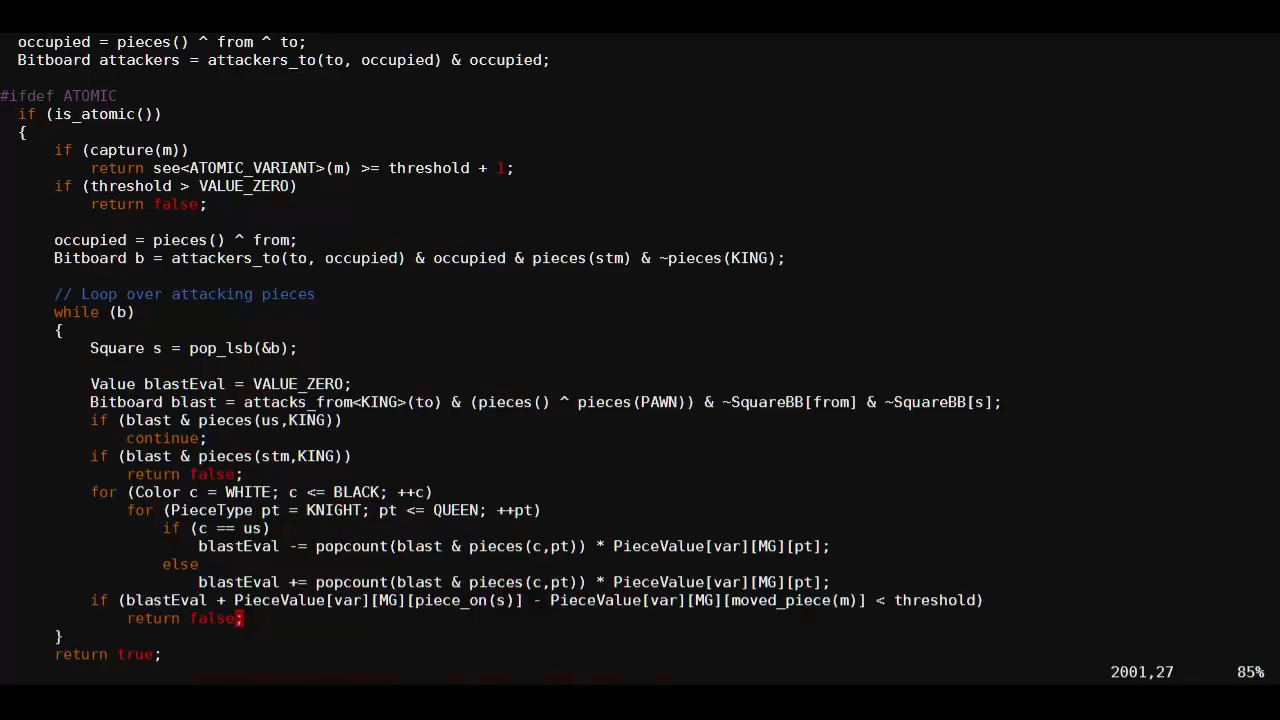 occupied = pieces() ^ from ^ to;
Bitboard attackers = attackers_to(to, occupied) & occupied;
#ifdef ATOMIC
if (is_atomic())
{
if (capture(m))
return see<ATOMIC_VARIANT>(m) >= threshold + 1;
if (threshold > VALUE_ZERO)
return false;
occupied = pieces() ^ from;
Bitboard b = attackers_to(to, occupied) & occupied & pieces(stm) & ~pieces(KING);
// Loop over attacking pieces
while (b)
{
Square s = pop_lsb(&b);
Value blastEval = VALUE_ZERO;
Bitboard blast = attacks_from<KING>(to) & (pieces() ^ pieces(PAWN)) & ~SquareBB[from] & ~SquareBB[s];
if (blast & pieces(us,KING))
continue;
if (blast & pieces(stm,KING))
return false;
for (Color c = WHITE; c <= BLACK; ++c)
for (PieceType pt = KNIGHT; pt <= QUEEN; ++pt)
if (c == us)
blastEval -= popcount(blast & pieces(c,pt)) * PieceValue[var][MG][pt];
else
blastEval += popcount(blast & pieces(c,pt)) * PieceValue[var][MG][pt];
if (blastEval + PieceValue[var][MG][piece_on(s)] - PieceValue[var][MG][moved_piece(m)] < threshold)
return false;
}
return true;
2001,27 85%